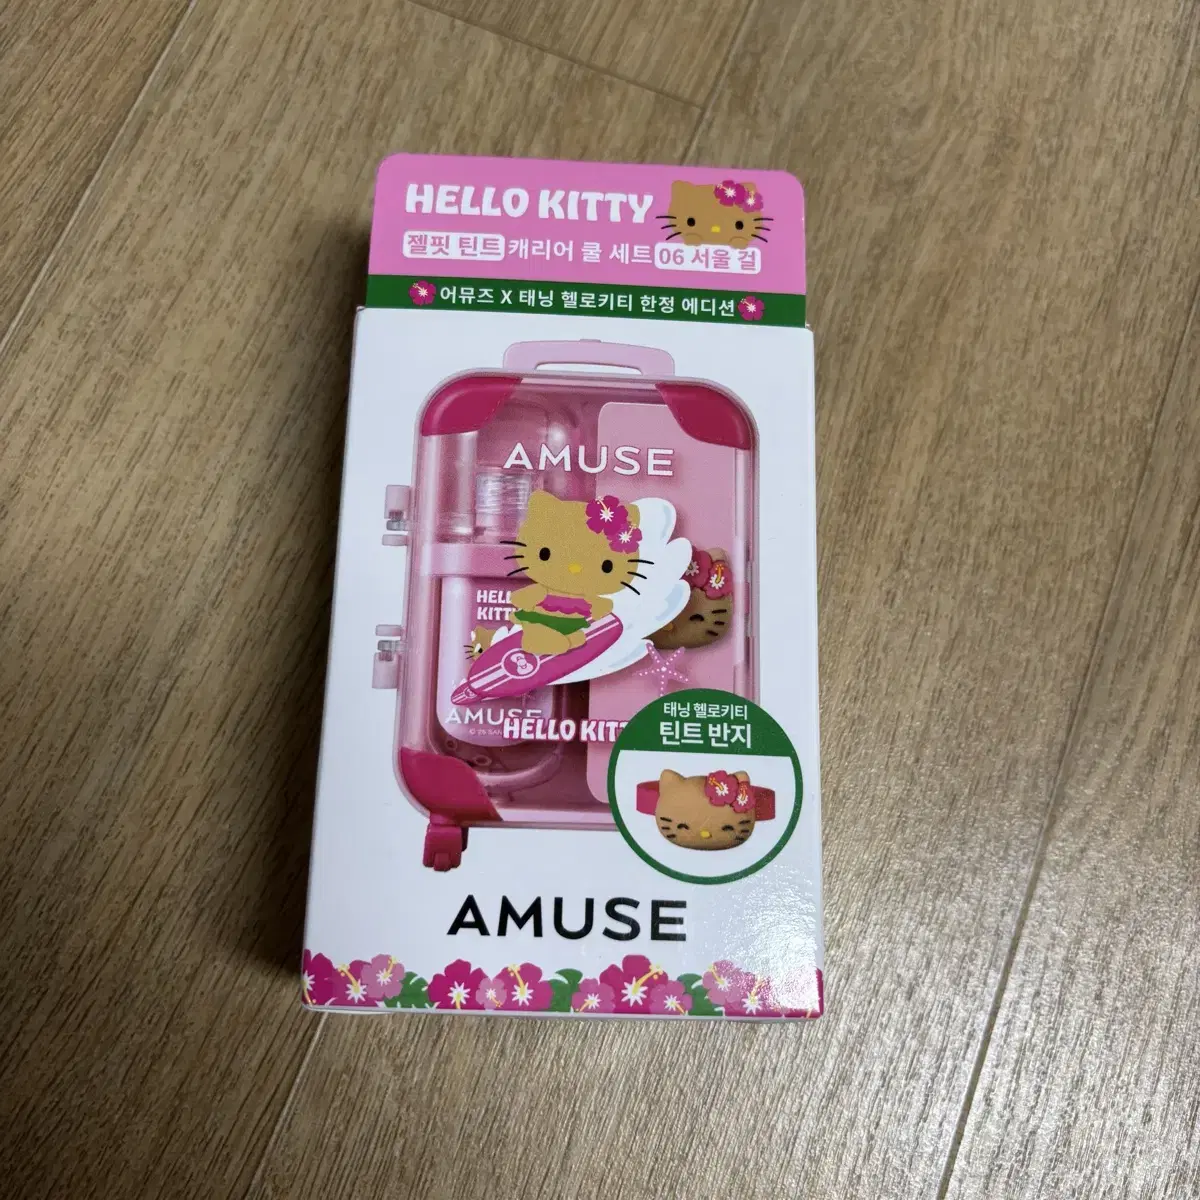 HELLO KITTY
젤핏 틴트 캐리어 쿨 세트 06 서울 걸
어뮤즈 X 태닝 헬로키티 한정 에디션
AMUSE
HELLO
KITTY
AMUSE
HELLO KITTY
태닝 헬로키티
틴트 반지
AMUSE